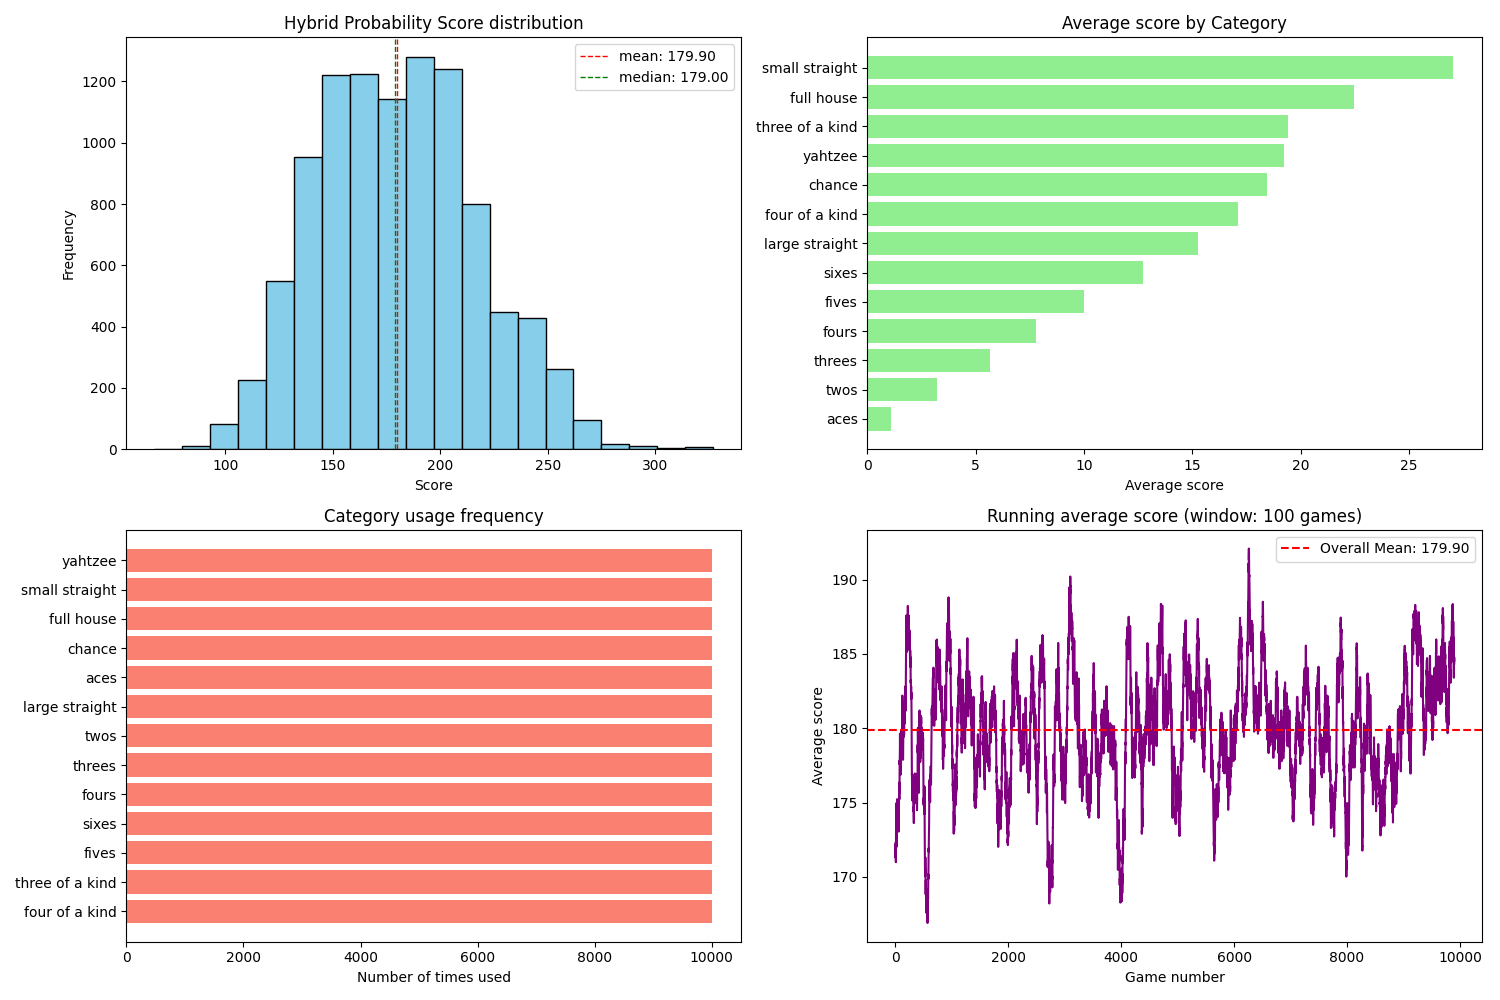 Hybrid Probability Score distribution
mean: 179.90
median: 179.00
Frequency
1200
1000
800
600
400
200
0
100 150 200 250 300
Score
Average score by Category
small straight
full house
three of a kind
yahtzee
chance
four of a kind
large straight
sixes
fives
fours
threes
twos
aces
0 5 10 15 20 25
Average score
Category usage frequency
yahtzee
small straight
full house
chance
aces
large straight
twos
threes
fours
sixes
fives
three of a kind
four of a kind
0 2000 4000 6000 8000 10000
Number of times used
Running average score (window: 100 games)
Overall Mean: 179.90
Average score
190
185
180
175
170
0 2000 4000 6000 8000 10000
Game number